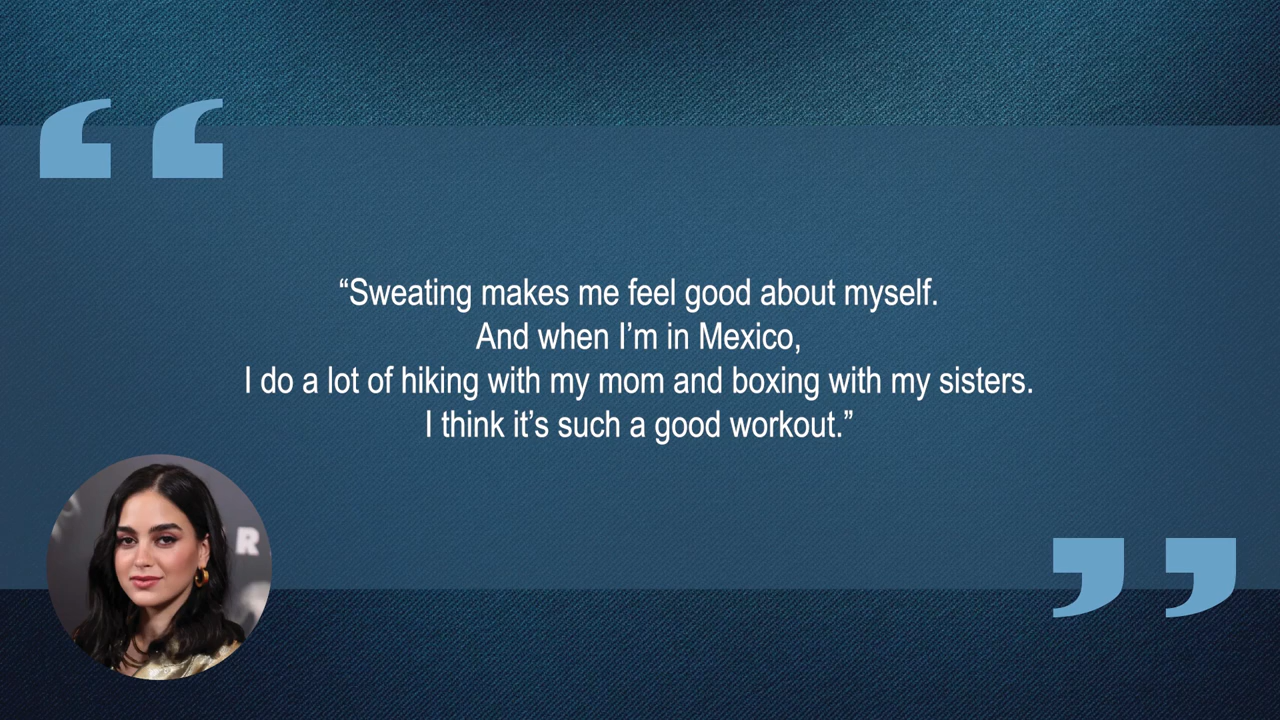 “Sweating makes me feel good about myself.
And when I’m in Mexico,
I do a lot of hiking with my mom and boxing with my sisters.
I think it’s such a good workout.”
R